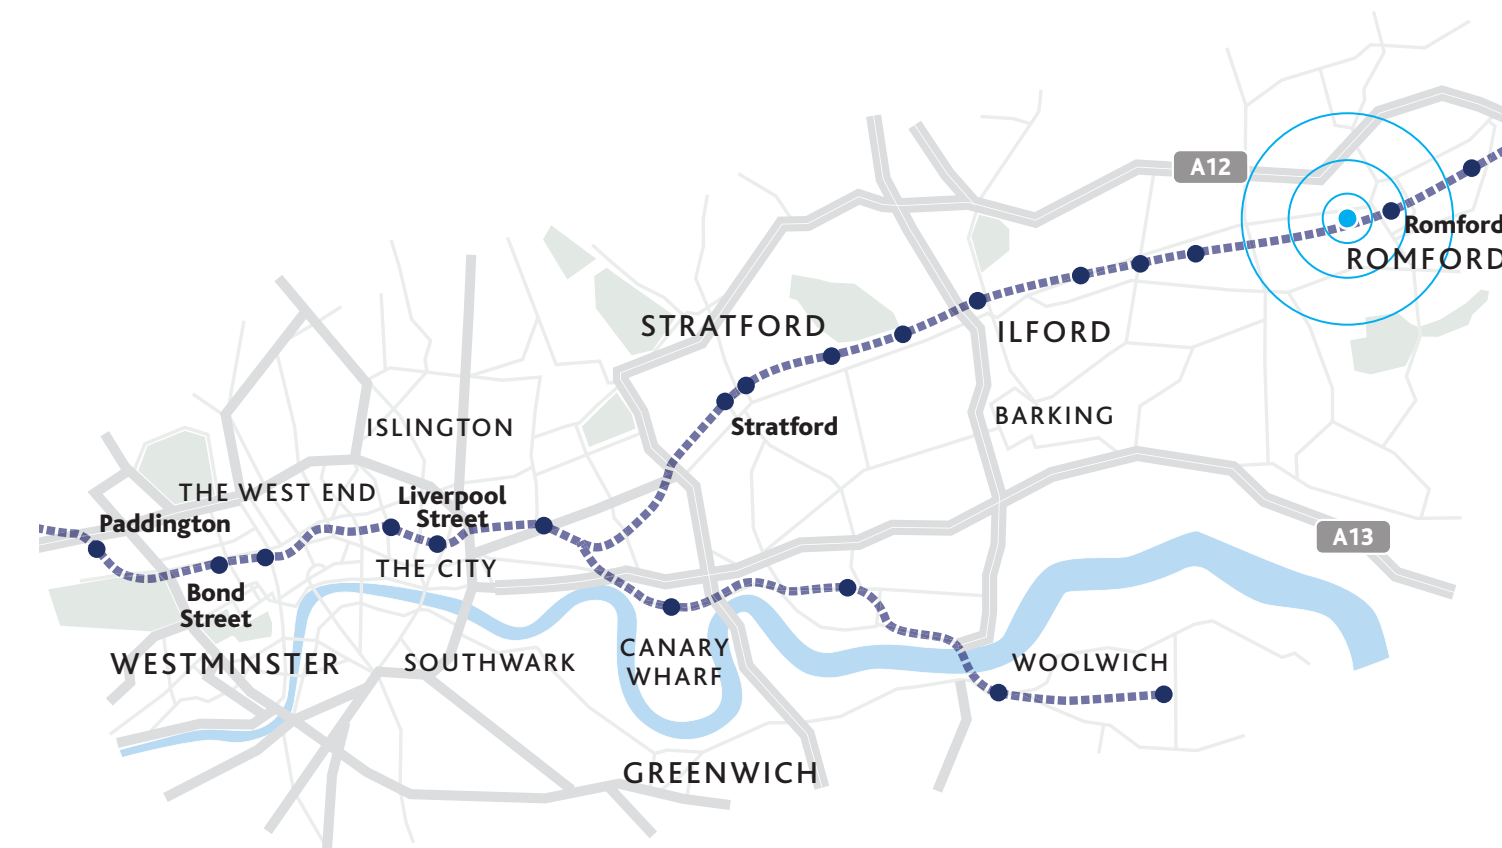 A12
Romford
ROMFORD
STRATFORD
ILFORD
ISLINGTON
BARKING
Stratford
THE WEST END
Liverpool
Street
Paddington
A13
THE CITY
Bond
Street
CANARY
WHARF
WESTMINSTER
SOUTHWARK
WOOLWICH
GREENWICH